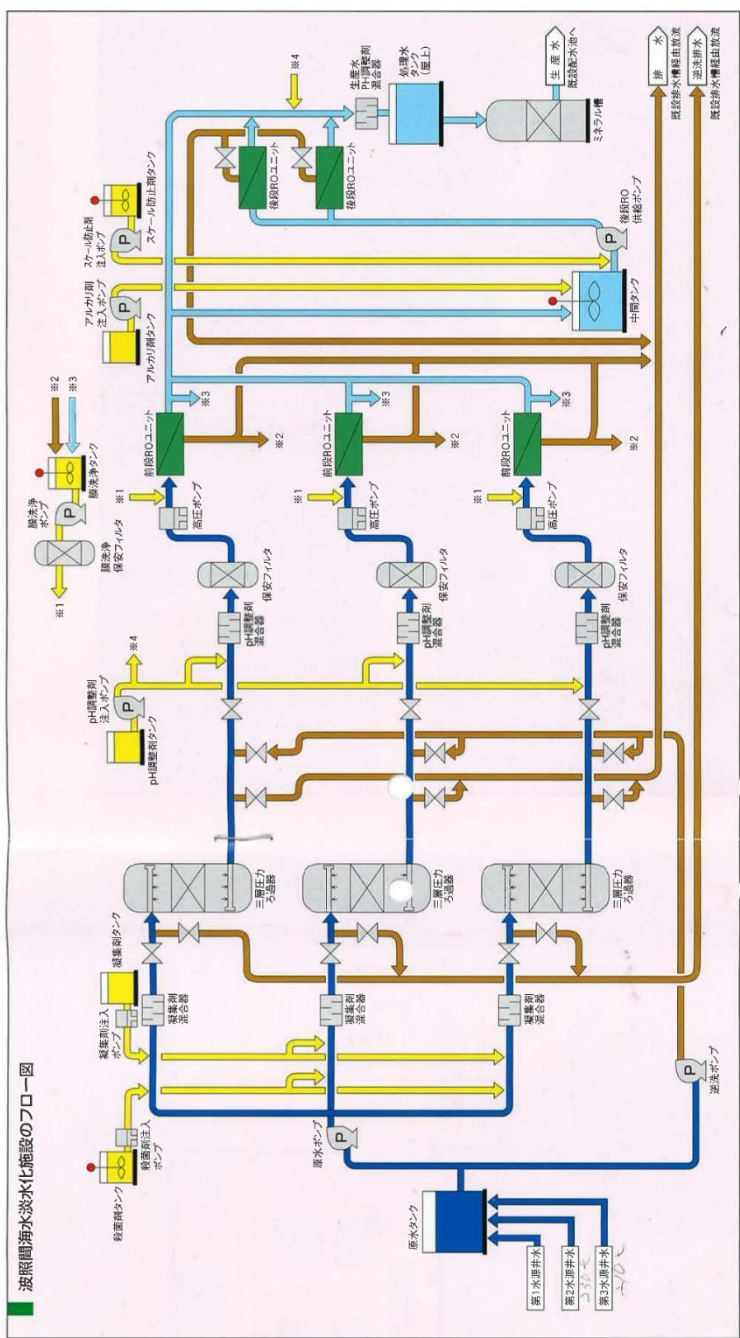 波照間海水淡水化施設のフロー図
殺菌剤タンク
殺菌剤注入
ポンプ
凝集剤注入
ポンプ
凝集剤タンク
原水タンク
第1水源井水
第2水源井水
第3水源井水
230t
210t
原水ポンプ
P
逆洗ポンプ
P
凝集剤
混合器
凝集剤
混合器
凝集剤
混合器
三層圧力
ろ過器
三層圧力
ろ過器
三層圧力
ろ過器
pH調整剤タンク
pH調整剤
注入ポンプ
P
※4
pH調整剤
混合器
pH調整剤
混合器
pH調整剤
混合器
保安フィルタ
保安フィルタ
保安フィルタ
高圧ポンプ
高圧ポンプ
高圧ポンプ
※1
※1
※1
前段ROユニット
前段ROユニット
前段ROユニット
※2
※2
※2
※3
※3
※3
※1
膜洗浄
保安フィルタ
膜洗浄
ポンプ
P
膜洗浄タンク
※2
※3
アルカリ剤タンク
アルカリ剤
注入ポンプ
P
スケール防止剤
注入ポンプ
P
スケール防止剤タンク
中間タンク
後段RO
供給ポンプ
P
後段ROユニット
後段ROユニット
※4
生産水
PH調整剤
混合器
処理水
タンク
(屋上)
ミネラル槽
生産水
既設配水池へ
排水
既設排水槽経由放流
逆洗排水
既設排水槽経由放流